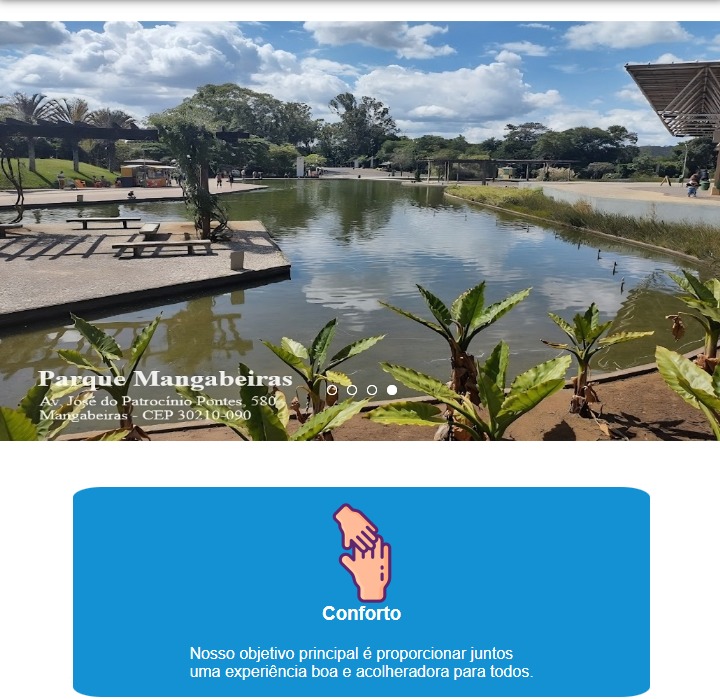 Parque Mangabeiras
Av. José do Patrocínio Pontes, 580
Mangabeiras - CEP 30210-090
Conforto
Nosso objetivo principal é proporcionar juntos
uma experiência boa e acolheradora para todos.